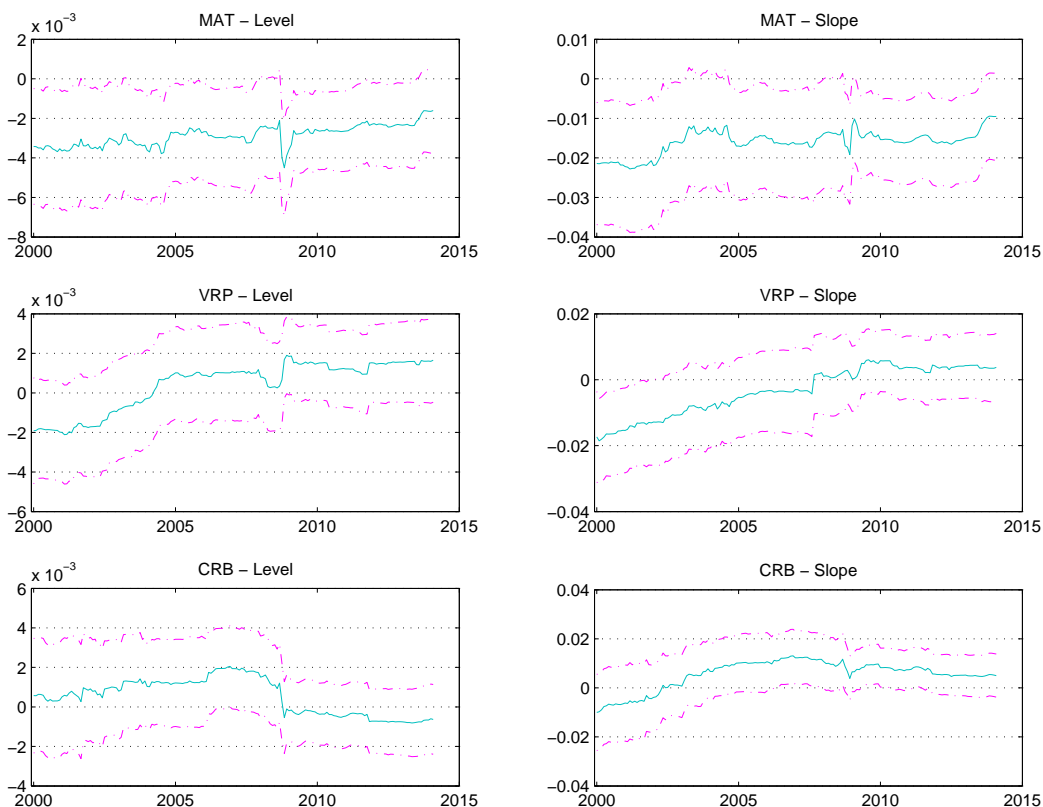 MAT – Level
x 10–3
2
0
–2
–4
–6
–8
2000 2005 2010 2015
MAT – Slope
0.01
0
–0.01
–0.02
–0.03
–0.04
2000 2005 2010 2015
VRP – Level
x 10–3
4
2
0
–2
–4
–6
2000 2005 2010 2015
VRP – Slope
0.02
0
–0.02
–0.04
2000 2005 2010 2015
CRB – Level
x 10–3
6
4
2
0
–2
–4
2000 2005 2010 2015
CRB – Slope
0.04
0.02
0
–0.02
–0.04
2000 2005 2010 2015